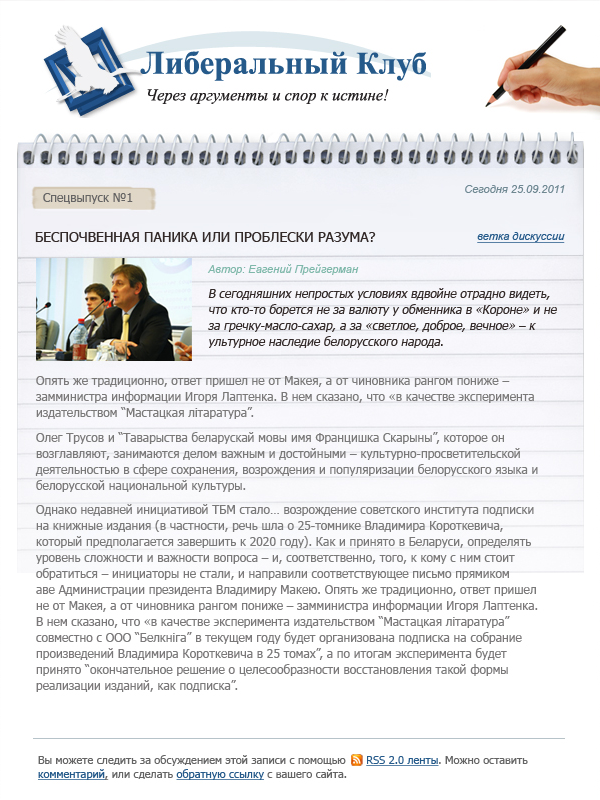 Либеральный Клуб
Через аргументы и спор к истине!
Спецвыпуск №1
Сегодня 25.09.2011
БЕСПОЧВЕННАЯ ПАНИКА ИЛИ ПРОБЛЕСКИ РАЗУМА?
ветка дискуссии
Автор: Евгений Прейгерман
В сегодняшних непростых условиях вдвойне отрадно видеть,
что кто-то борется не за валюту у обменника в «Короне» и не
за гречку-масло-сахар, а за «светлое, доброе, вечное» – к
ультурное наследие белорусского народа.
Опять же традиционно, ответ пришел не от Макея, а от чиновника рангом пониже –
замминистра информации Игоря Лаптенка. В нем сказано, что «в качестве эксперимента
издательством “Мастацкая літаратура”.
Олег Трусов и “Таварыства беларускай мовы имя Францишка Скарыны”, которое он
возглавляют, занимаются делом важным и достойными – культурно-просветительской
деятельностью в сфере сохранения, возрождения и популяризации белорусского языка и
белорусской национальной культуры.
Однако недавней инициативой ТБМ стало… возрождение советского института подписки
на книжные издания (в частности, речь шла о 25-томнике Владимира Короткевича,
который предполагается завершить к 2020 году). Как и принято в Беларуси, определять
уровень сложности и важности вопроса – и, соответственно, того, к кому с ним стоит
обратиться – инициаторы не стали, и направили соответствующее письмо прямиком
аве Администрации президента Владимиру Макею. Опять же традиционно, ответ пришел
не от Макея, а от чиновника рангом пониже – замминистра информации Игоря Лаптенка.
В нем сказано, что «в качестве эксперимента издательством “Мастацкая літаратура”
совместно с ООО “Белкніга” в текущем году будет организована подписка на собрание
произведений Владимира Короткевича в 25 томах”, а по итогам эксперимента будет
принято “окончательное решение о целесообразности восстановления такой формы
реализации изданий, как подписка”.
Вы можете следить за обсуждением этой записи с помощью RSS 2.0 ленты. Можно оставить
комментарий, или сделать обратную ссылку с вашего сайта.